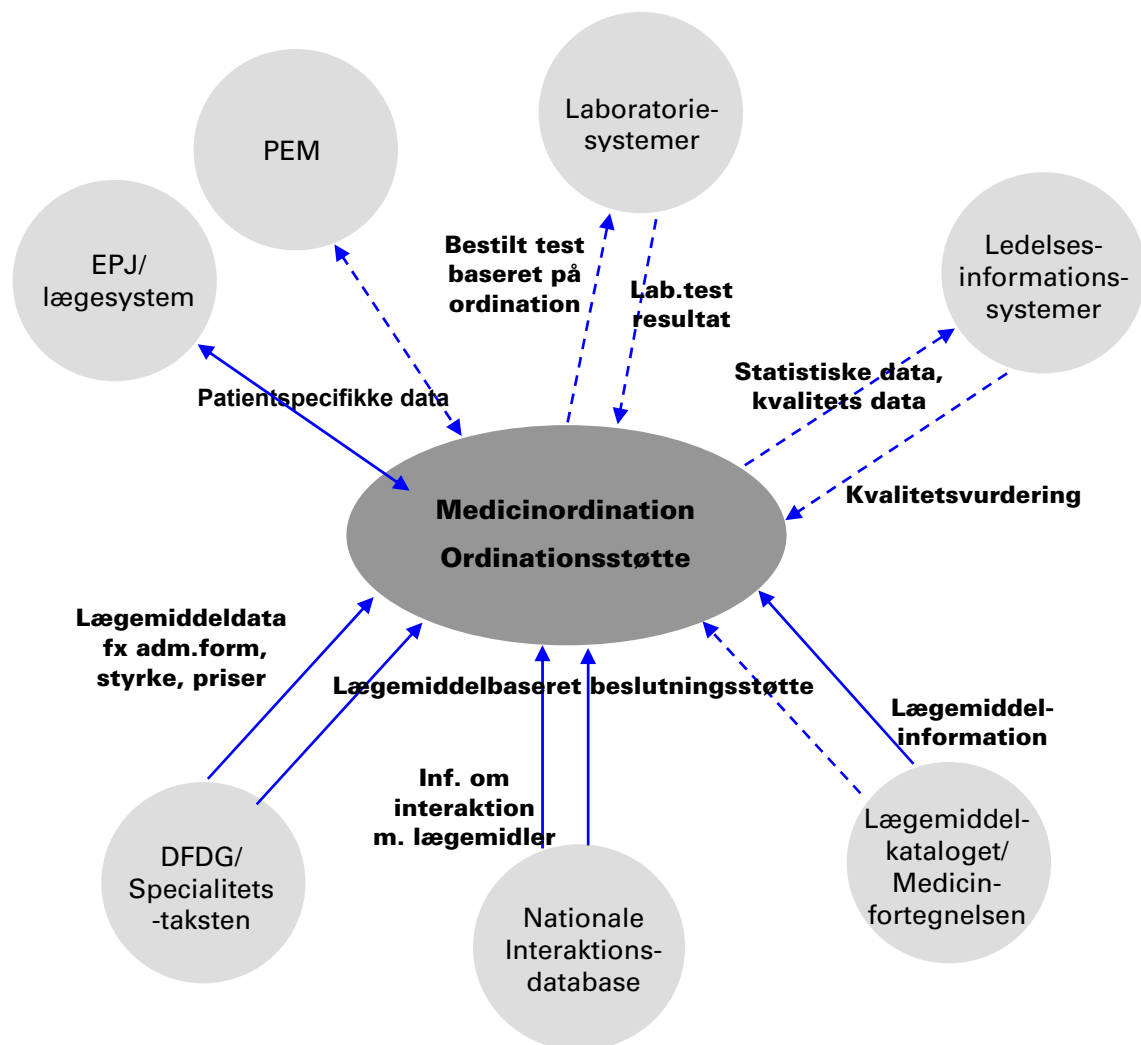 Laboratorie-
systemer
PEM
Ledelses-
informations-
systemer
EPJ/
lægesystem
Bestilt test
baseret på
ordination
Lab.test
resultat
Statistiske data,
kvalitets data
Patientspecifikke data
Kvalitetsvurdering
Medicinordination
Ordinationsstøtte
Lægemiddeldata
fx adm.form,
styrke, priser
Lægemiddelbaseret beslutningsstøtte
Lægemiddel-
information
Inf. om
interaktion
m. lægemidler
DFDG/
Specialitets
-taksten
Nationale
Interaktions-
database
Lægemiddel-
kataloget/
Medicin-
fortegnelsen